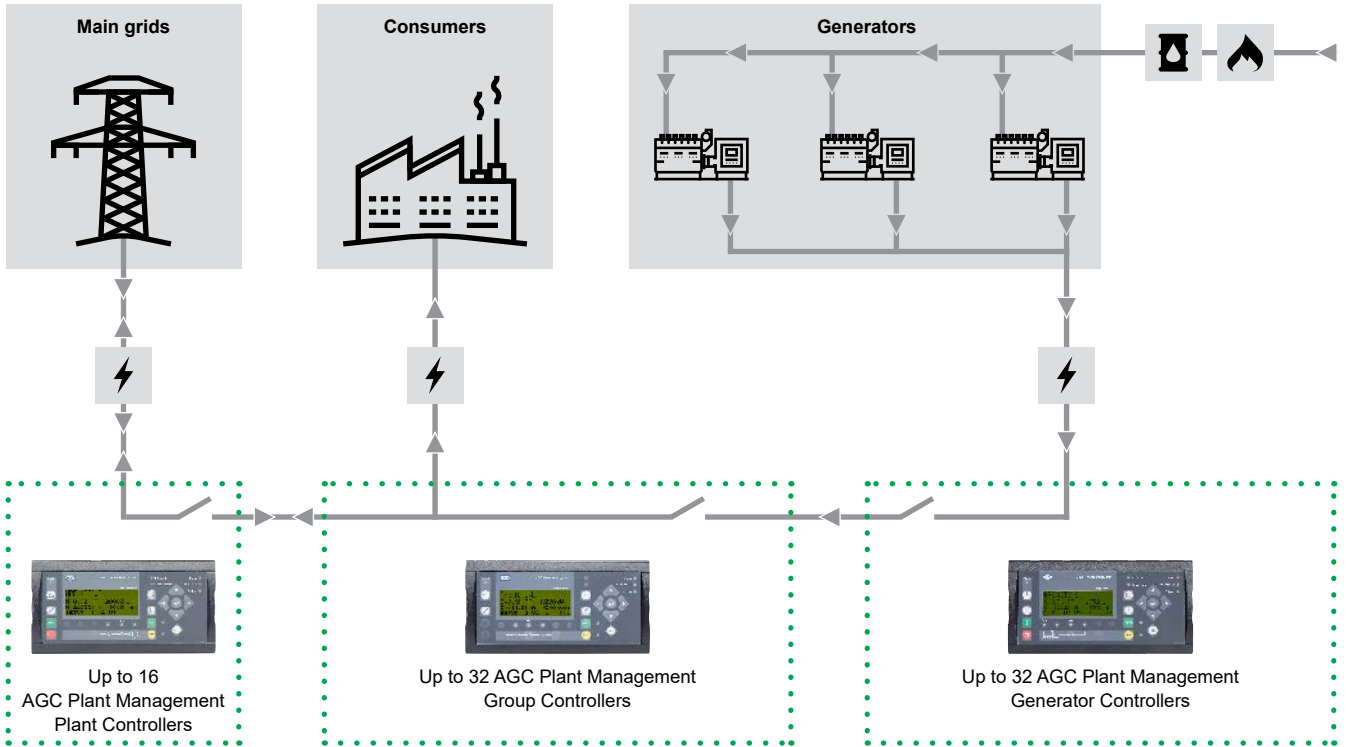 Main grids
Consumers
Generators
Up to 16
AGC Plant Management
Plant Controllers
Up to 32 AGC Plant Management
Group Controllers
Up to 32 AGC Plant Management
Generator Controllers